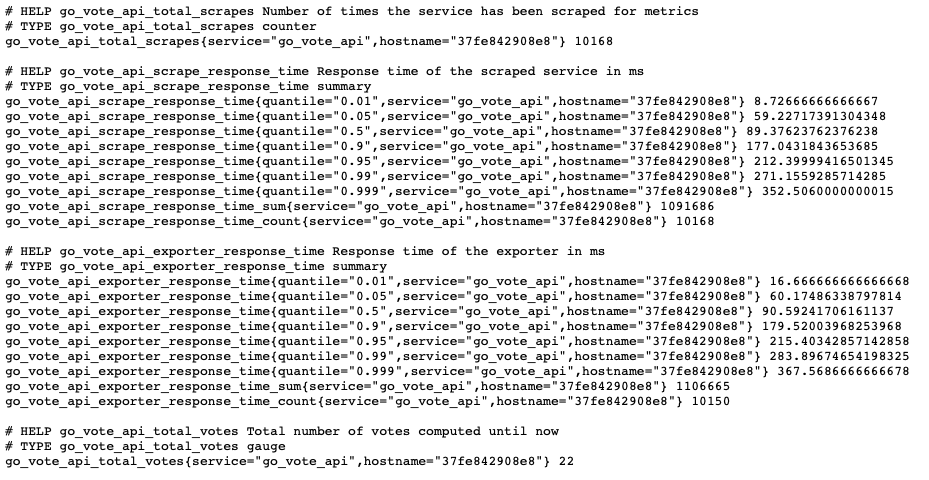 # HELP go_vote_api_total_scrapes Number of times the service has been scraped for metrics
# TYPE go_vote_api_total_scrapes counter
go_vote_api_total_scrapes{service="go_vote_api",hostname="37fe842908e8"} 10168

# HELP go_vote_api_scrape_response_time Response time of the scraped service in ms
# TYPE go_vote_api_scrape_response_time summary
go_vote_api_scrape_response_time{quantile="0.01",service="go_vote_api",hostname="37fe842908e8"} 8.72666666666667
go_vote_api_scrape_response_time{quantile="0.05",service="go_vote_api",hostname="37fe842908e8"} 59.22717391304348
go_vote_api_scrape_response_time{quantile="0.5",service="go_vote_api",hostname="37fe842908e8"} 89.37623762376238
go_vote_api_scrape_response_time{quantile="0.9",service="go_vote_api",hostname="37fe842908e8"} 177.0431843653685
go_vote_api_scrape_response_time{quantile="0.95",service="go_vote_api",hostname="37fe842908e8"} 212.39999416501345
go_vote_api_scrape_response_time{quantile="0.99",service="go_vote_api",hostname="37fe842908e8"} 271.1559285714285
go_vote_api_scrape_response_time{quantile="0.999",service="go_vote_api",hostname="37fe842908e8"} 352.5060000000015
go_vote_api_scrape_response_time_sum{service="go_vote_api",hostname="37fe842908e8"} 1091686
go_vote_api_scrape_response_time_count{service="go_vote_api",hostname="37fe842908e8"} 10168

# HELP go_vote_api_exporter_response_time Response time of the exporter in ms
# TYPE go_vote_api_exporter_response_time summary
go_vote_api_exporter_response_time{quantile="0.01",service="go_vote_api",hostname="37fe842908e8"} 16.666666666666668
go_vote_api_exporter_response_time{quantile="0.05",service="go_vote_api",hostname="37fe842908e8"} 60.17486338797814
go_vote_api_exporter_response_time{quantile="0.5",service="go_vote_api",hostname="37fe842908e8"} 90.59241706161137
go_vote_api_exporter_response_time{quantile="0.9",service="go_vote_api",hostname="37fe842908e8"} 179.52003968253968
go_vote_api_exporter_response_time{quantile="0.95",service="go_vote_api",hostname="37fe842908e8"} 215.40342857142858
go_vote_api_exporter_response_time{quantile="0.99",service="go_vote_api",hostname="37fe842908e8"} 283.89674654198325
go_vote_api_exporter_response_time{quantile="0.999",service="go_vote_api",hostname="37fe842908e8"} 367.5686666666678
go_vote_api_exporter_response_time_sum{service="go_vote_api",hostname="37fe842908e8"} 1106665
go_vote_api_exporter_response_time_count{service="go_vote_api",hostname="37fe842908e8"} 10150

# HELP go_vote_api_total_votes Total number of votes computed until now
# TYPE go_vote_api_total_votes gauge
go_vote_api_total_votes{service="go_vote_api",hostname="37fe842908e8"} 22